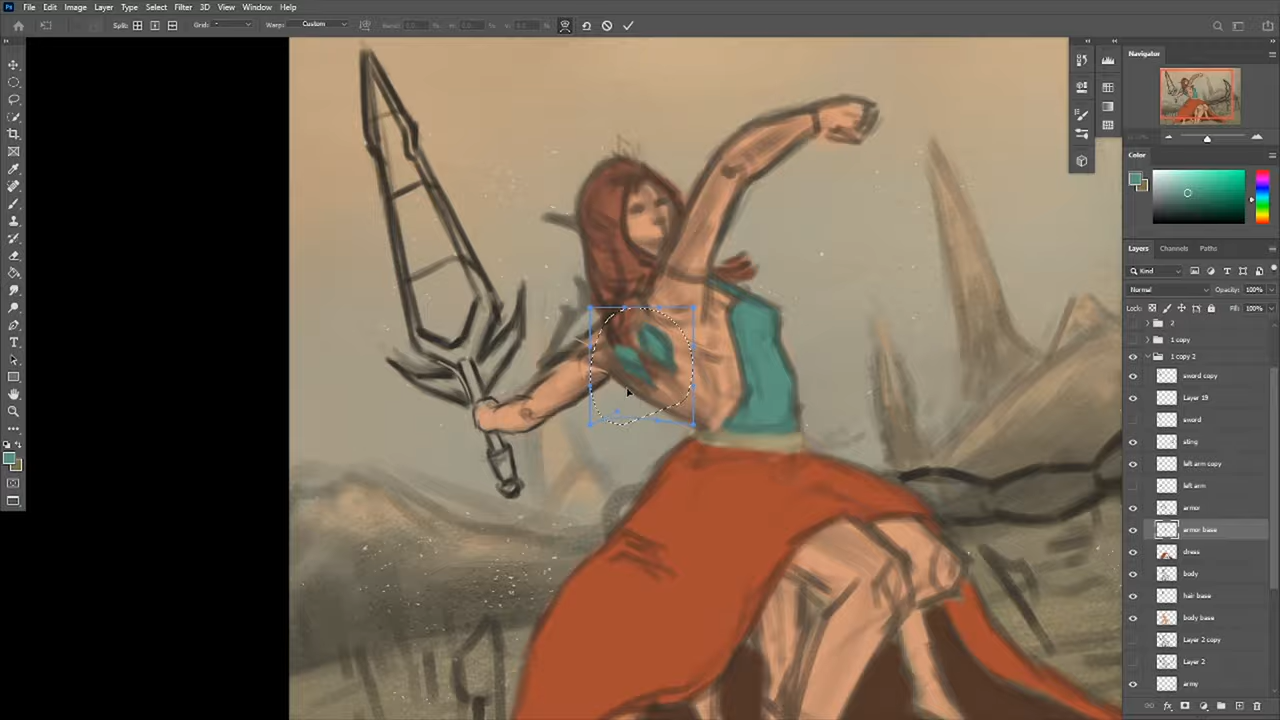 File Edit Image Layer Type Select Filter 3D View Window Help
Split: Grid: Warp: Custom
Navigator
Color
Layers Channels Paths
Kind
Normal Opacity: 100%
Lock: Fill: 100%
2
1 copy
1 copy 2
sword copy
Layer 19
sword
sting
left arm copy
left arm
armor
armor base
dress
body
hair base
body base
Layer 2 copy
Layer 2
army